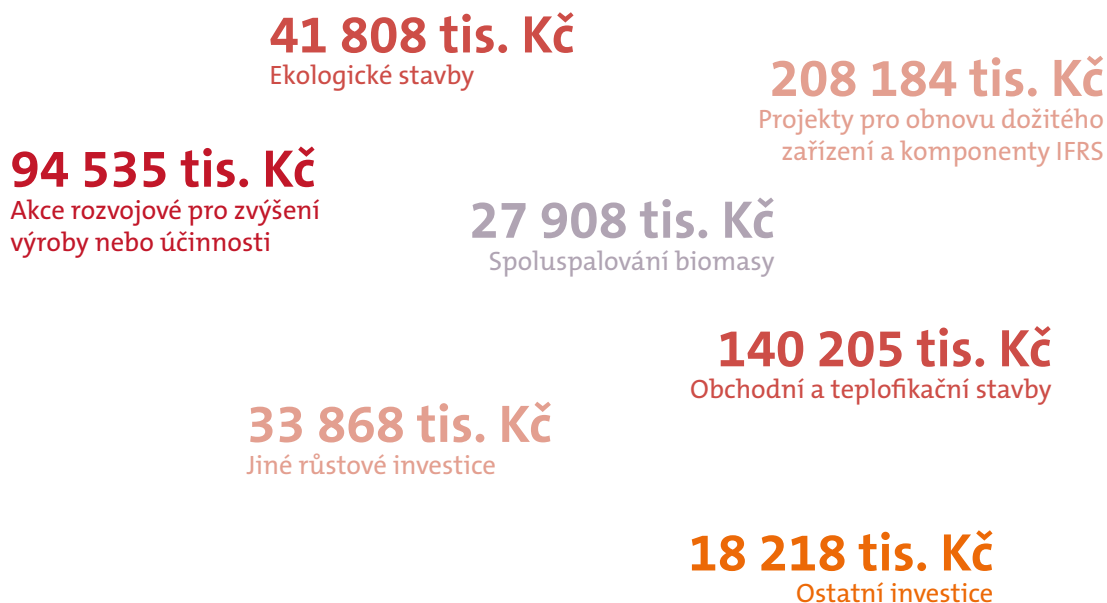 41 808 tis. Kč
Ekologické stavby
208 184 tis. Kč
Projekty pro obnovu dožitého
zařízení a komponenty IFRS
94 535 tis. Kč
Akce rozvojové pro zvýšení
výroby nebo účinnosti
27 908 tis. Kč
Spoluspalování biomasy
140 205 tis. Kč
Obchodní a teplofikační stavby
33 868 tis. Kč
Jiné růstové investice
18 218 tis. Kč
Ostatní investice